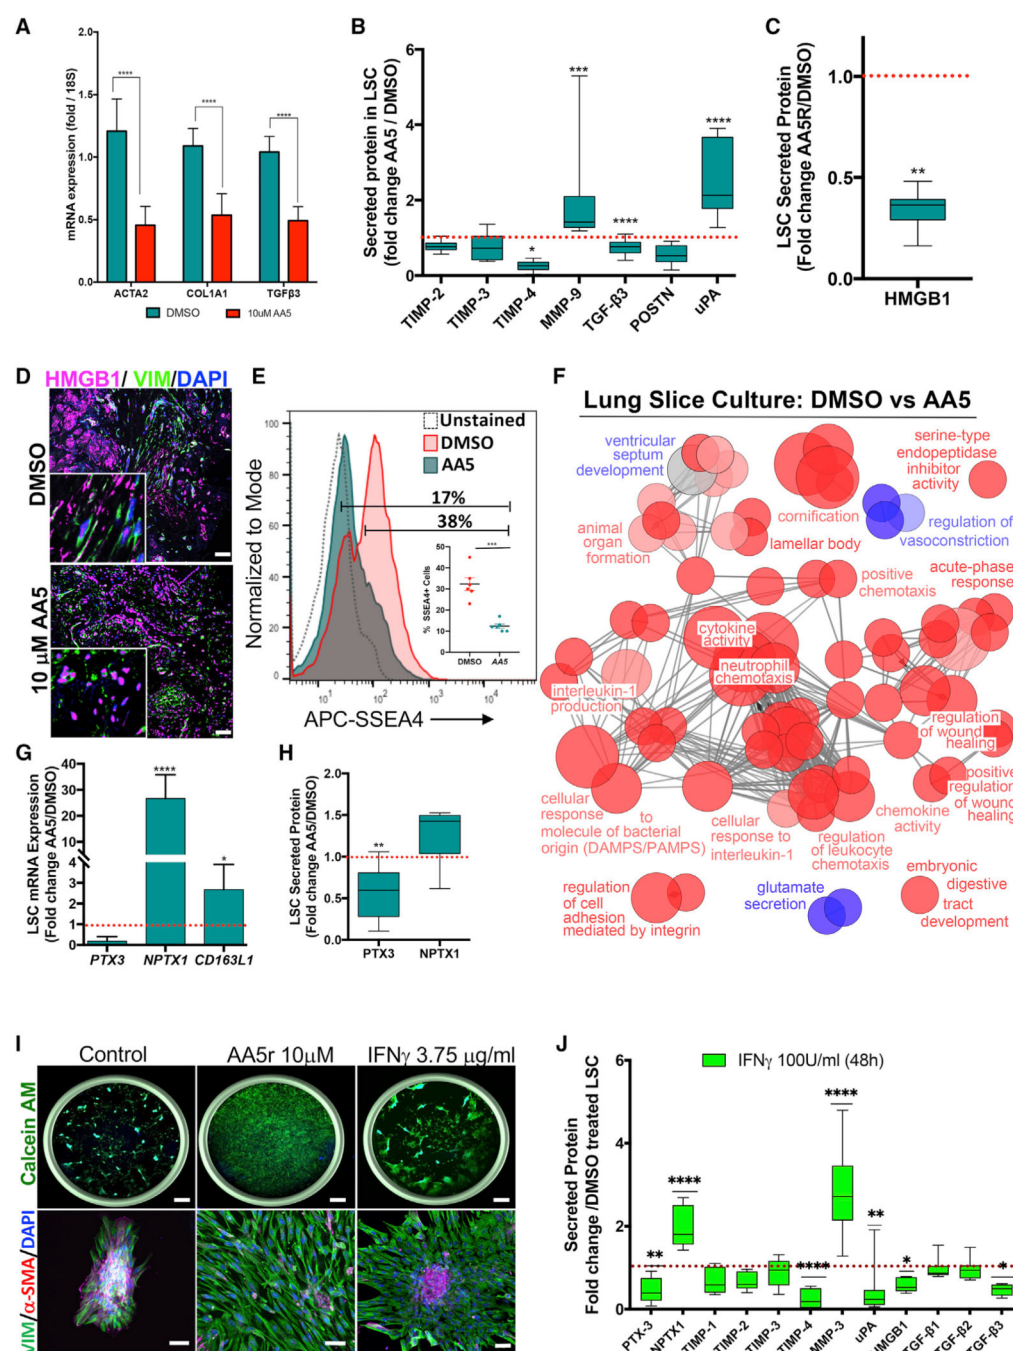 A
mRNA expression (fold / 18S)
2.0
1.5
1.0
0.5
0.0
****
****
****
ACTA2
COL1A1
TGFβ3
DMSO
10uM AA5
B
Secreted protein in LSC
(fold change AA5 / DMSO)
6
4
2
0
*
***
****
****
TIMP-2
TIMP-3
TIMP-4
MMP-9
TGF-β3
POSTN
uPA
C
LSC Secreted Protein
(Fold change AA5R/DMSO)
1.0
0.5
0.0
**
HMGB1
D
HMGB1/ VIM/DAPI
DMSO
10 μM AA5
E
Normalized to Mode
100
80
60
40
20
0
Unstained
DMSO
AA5
17%
38%
% SSEA4+ Cells
50
40
30
20
10
0
***
DMSO
AA5
10¹
10²
10³
10⁴
APC-SSEA4
F
Lung Slice Culture: DMSO vs AA5
ventricular
septum
development
cornification
serine-type
endopeptidase
inhibitor
activity
regulation of
vasoconstriction
animal
organ
formation
lamellar body
positive
chemotaxis
acute-phase
response
cytokine
activity
neutrophil
chemotaxis
interleukin-1
production
regulation
of wound
healing
positive
regulation
of wound
healing
cellular
response
to
molecule of bacterial
origin (DAMPS/PAMPS)
cellular
response to
interleukin-1
regulation
of leukocyte
chemotaxis
chemokine
activity
regulation
of cell
adhesion
mediated by integrin
glutamate
secretion
embryonic
digestive
tract
development
G
LSC mRNA Expression
(Fold change AA5/DMSO)
50
40
30
20
10
4
3
2
1
0
****
*
PTX3
NPTX1
CD163L1
H
LSC Secreted Protein
(Fold change AA5/DMSO)
2.0
1.5
1.0
0.5
0.0
**
PTX3
NPTX1
I
Control
AA5r 10μM
IFNγ 3.75 μg/ml
Calcein AM
VIM/α-SMA/DAPI
J
IFNγ 100U/ml (48h)
Secreted Protein
Fold change /DMSO treated LSC
6
4
2
0
**
****
****
****
**
*
*
PTX-3
NPTX1
TIMP-1
TIMP-2
TIMP-3
TIMP-4
MMP-3
uPA
HMGB1
TGF-β1
TGF-β2
TGF-β3